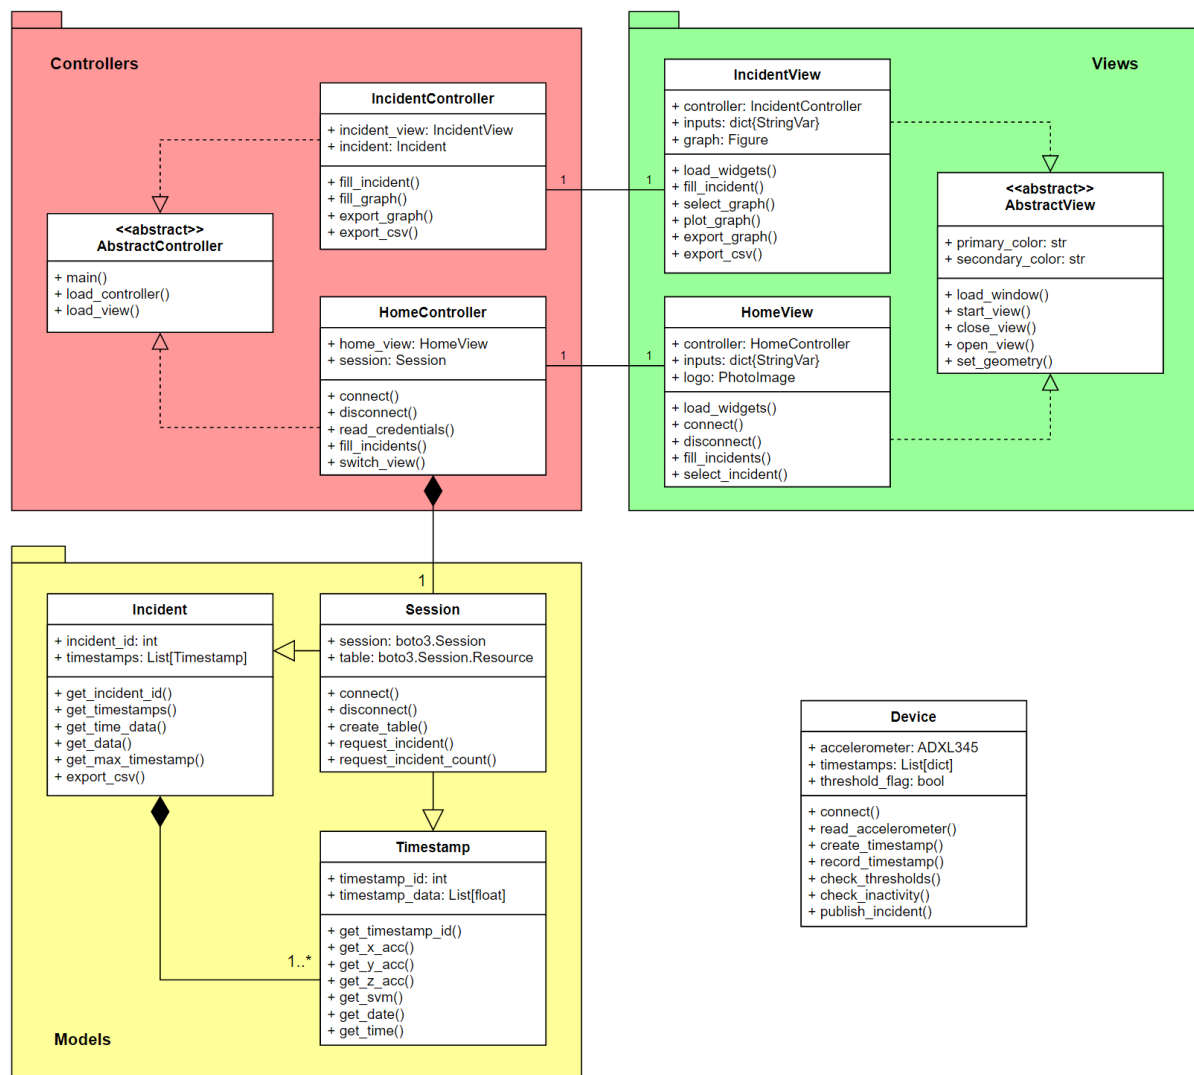 Controllers
IncidentController
+ incident_view: IncidentView
+ incident: Incident
+ fill_incident()
+ fill_graph()
+ export_graph()
+ export_csv()
<<abstract>>
AbstractController
+ main()
+ load_controller()
+ load_view()
HomeController
+ home_view: HomeView
+ session: Session
+ connect()
+ disconnect()
+ read_credentials()
+ fill_incidents()
+ switch_view()
1
1
1
1
Views
IncidentView
+ controller: IncidentController
+ inputs: dict{StringVar}
+ graph: Figure
+ load_widgets()
+ fill_incident()
+ select_graph()
+ plot_graph()
+ export_graph()
+ export_csv()
<<abstract>>
AbstractView
+ primary_color: str
+ secondary_color: str
+ load_window()
+ start_view()
+ close_view()
+ open_view()
+ set_geometry()
HomeView
+ controller: HomeController
+ inputs: dict{StringVar}
+ logo: PhotoImage
+ load_widgets()
+ connect()
+ disconnect()
+ fill_incidents()
+ select_incident()
1
Incident
+ incident_id: int
+ timestamps: List[Timestamp]
+ get_incident_id()
+ get_timestamps()
+ get_time_data()
+ get_data()
+ get_max_timestamp()
+ export_csv()
Session
+ session: boto3.Session
+ table: boto3.Session.Resource
+ connect()
+ disconnect()
+ create_table()
+ request_incident()
+ request_incident_count()
Timestamp
+ timestamp_id: int
+ timestamp_data: List[float]
+ get_timestamp_id()
+ get_x_acc()
+ get_y_acc()
+ get_z_acc()
+ get_svm()
+ get_date()
+ get_time()
1..*
Models
Device
+ accelerometer: ADXL345
+ timestamps: List[dict]
+ threshold_flag: bool
+ connect()
+ read_accelerometer()
+ create_timestamp()
+ record_timestamp()
+ check_thresholds()
+ check_inactivity()
+ publish_incident()